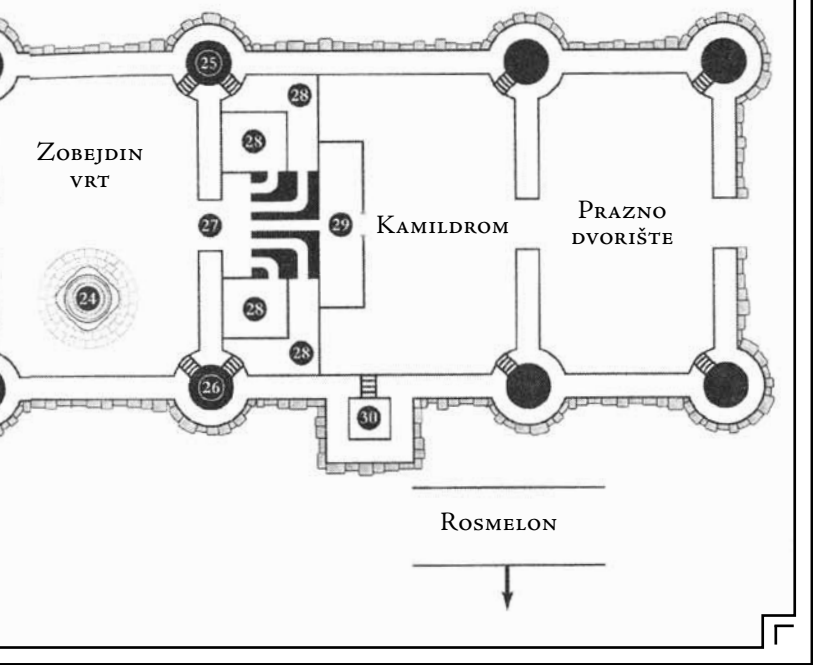 25
28
28
Zobejdin
vrt
27
29
Kamildrom
Prazno
dvorište
24
28
28
26
30
Rosmelon